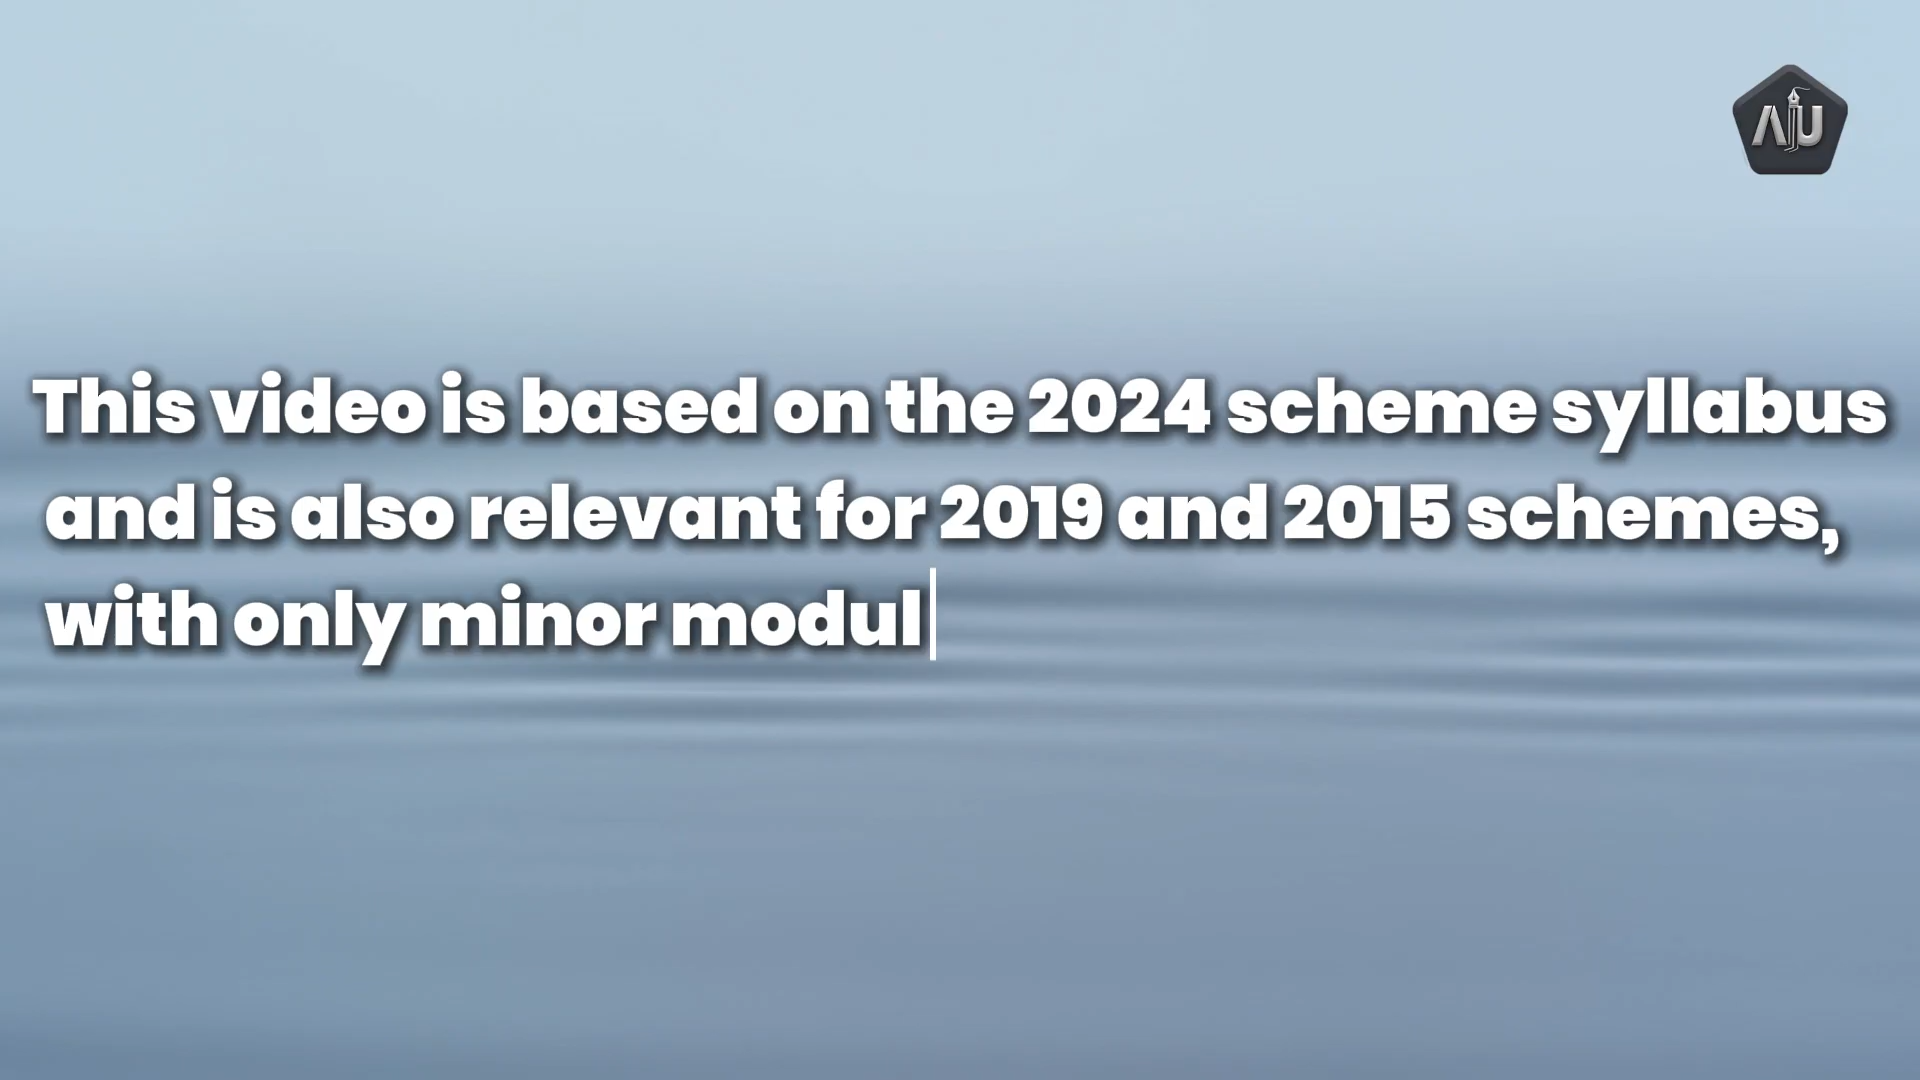 AJU
This video is based on the 2024 scheme syllabus
and is also relevant for 2019 and 2015 schemes,
with only minor modul